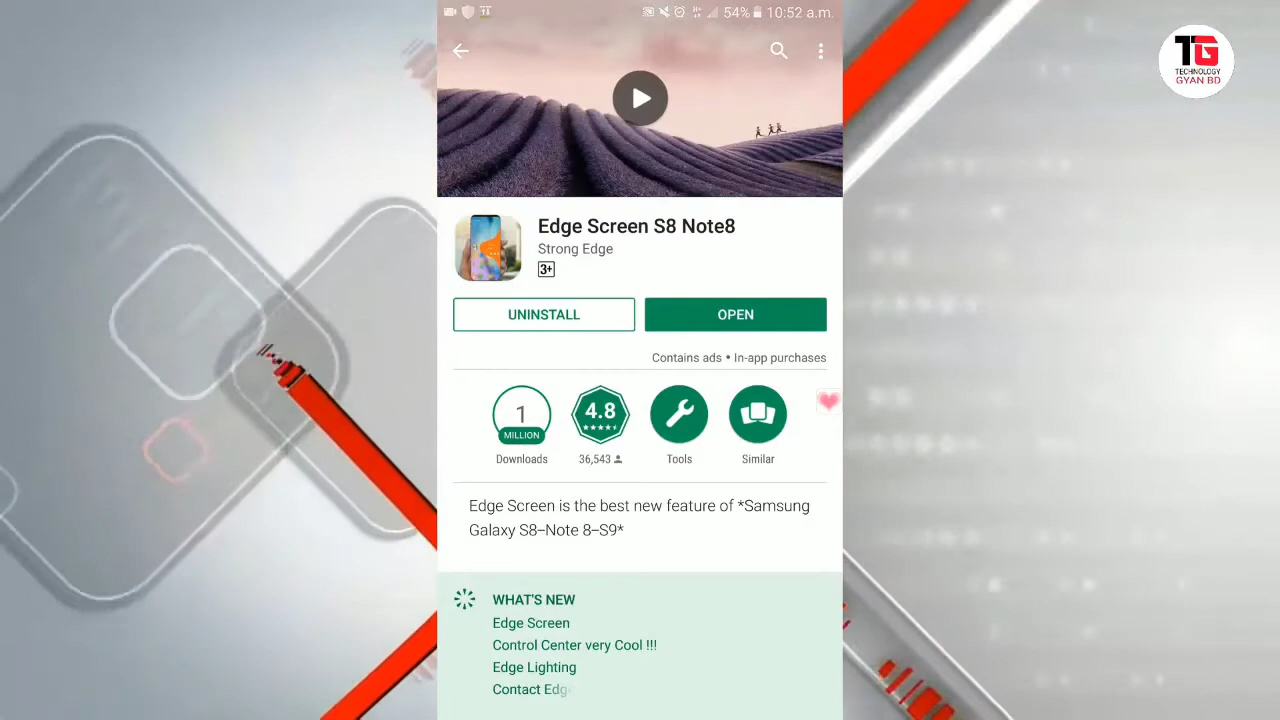 54% 10:52 a.m.
TG
TECHNOLOGY
GYAN BD
Edge Screen S8 Note8
Strong Edge
3+
UNINSTALL
OPEN
Contains ads • In-app purchases
1
MILLION
4.8
Downloads
36,543
Tools
Similar
Edge Screen is the best new feature of *Samsung
Galaxy S8–Note 8–S9*
WHAT'S NEW
Edge Screen
Control Center very Cool !!!
Edge Lighting
Contact Edg